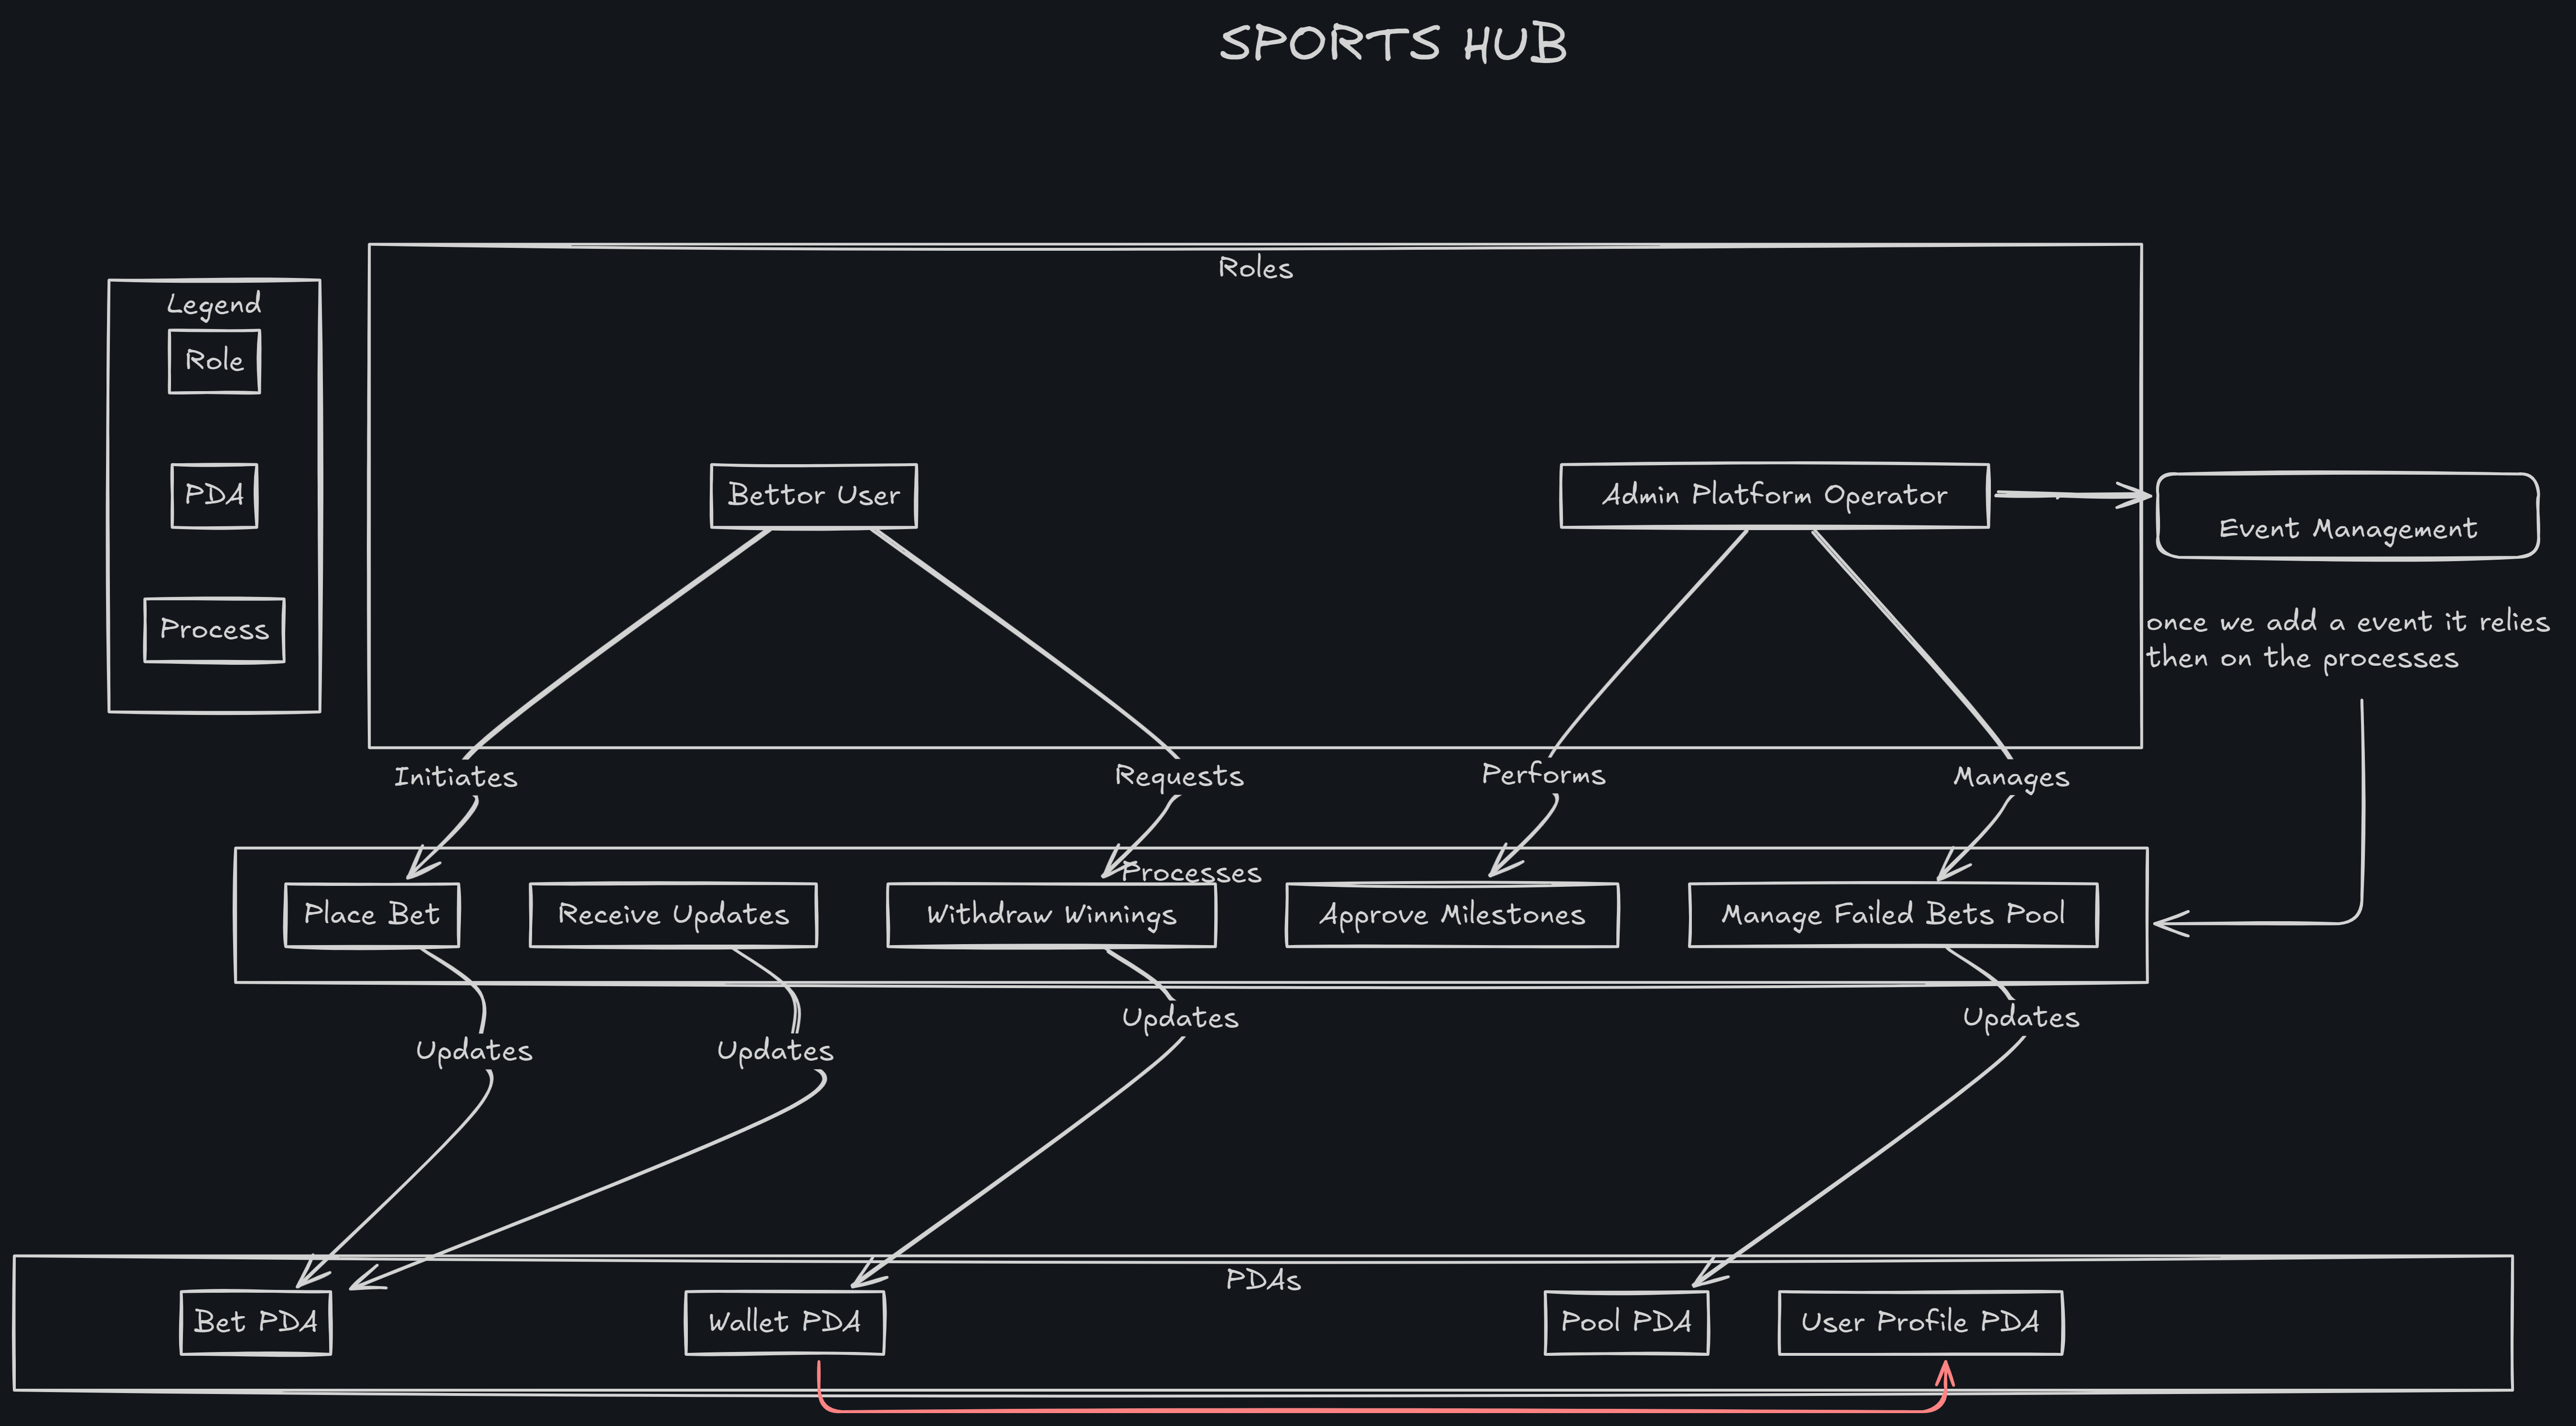 SPORTS HUB
Roles
Legend
Role
PDA
Process
Bettor User
Admin Platform Operator
Event Management
once we add a event it relies
then on the processes
Initiates
Requests
Performs
Manages
Processes
Place Bet
Receive Updates
Withdraw Winnings
Approve Milestones
Manage Failed Bets Pool
Updates
Updates
Updates
Updates
PDAs
Bet PDA
Wallet PDA
Pool PDA
User Profile PDA